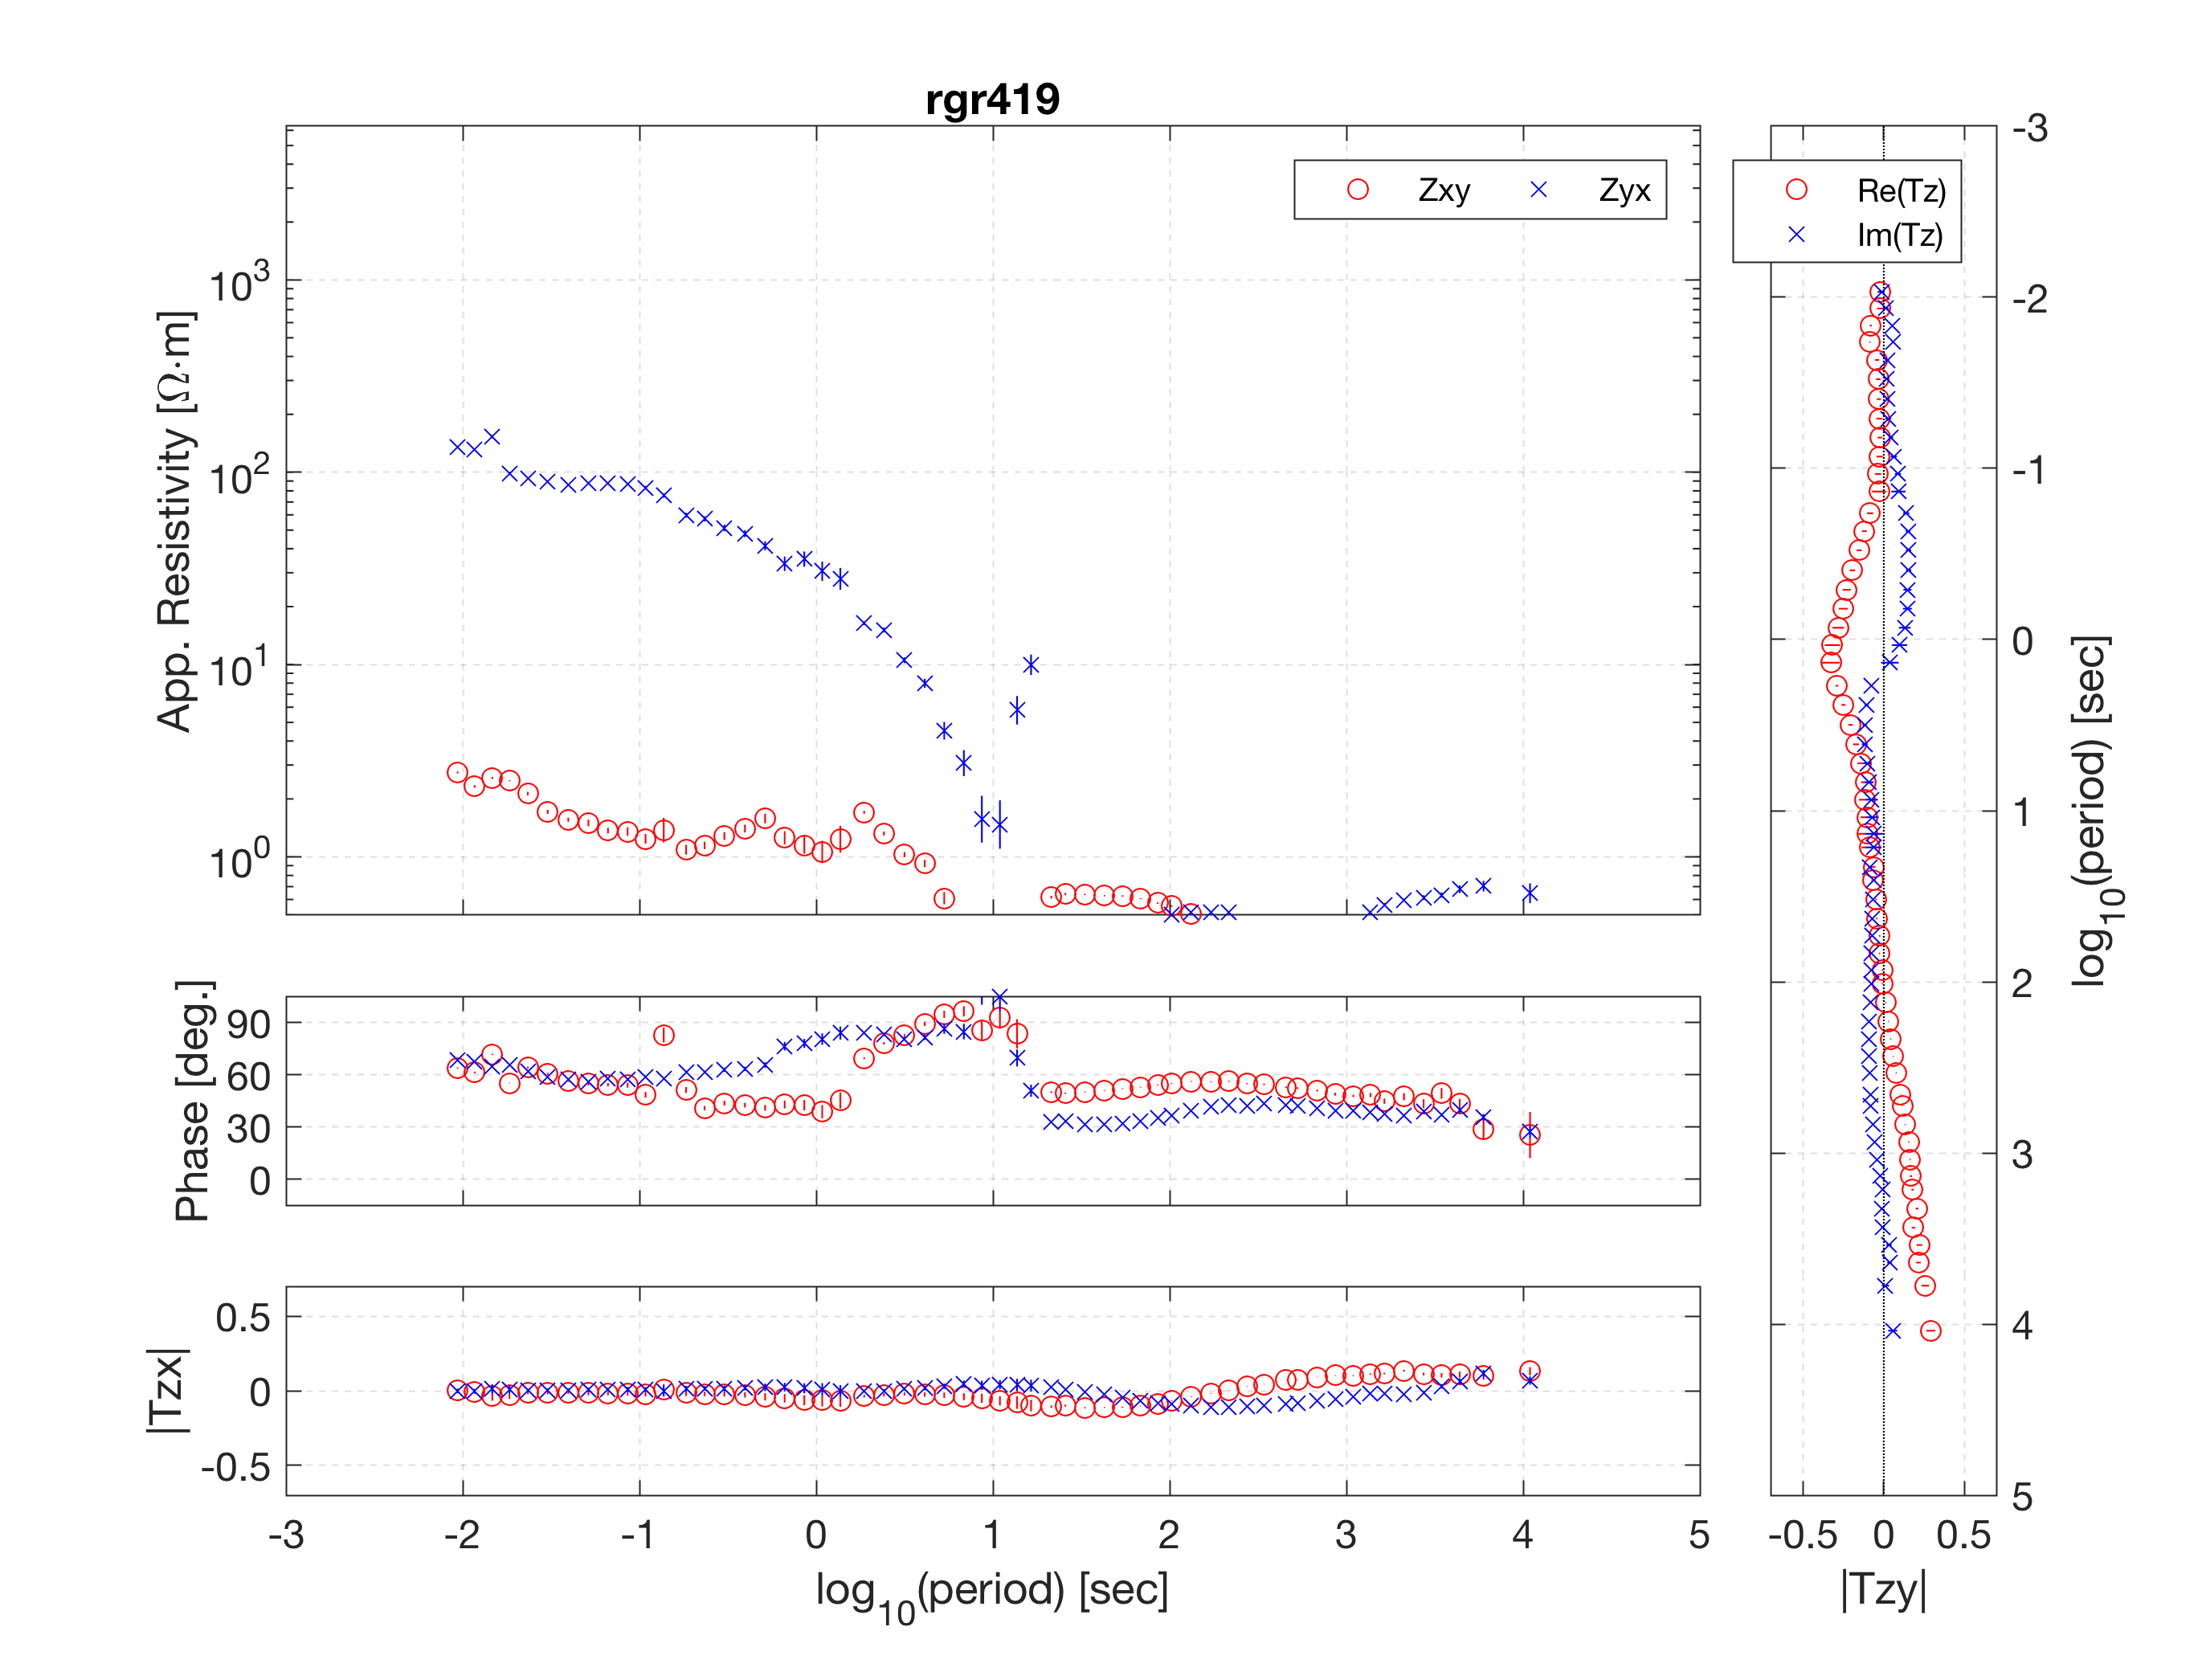 rgr419
Zxy
Zyx
Re(Tz)
Im(Tz)
App. Resistivity [Ω·m]
10^3
10^2
10^1
10^0
Phase [deg.]
90
60
30
0
|Tzx|
0.5
0
-0.5
-3 -2 -1 0 1 2 3 4 5
log10(period) [sec]
-3
-2
-1
0
1
2
3
4
5
log10(period) [sec]
-0.5 0 0.5
|Tzy|